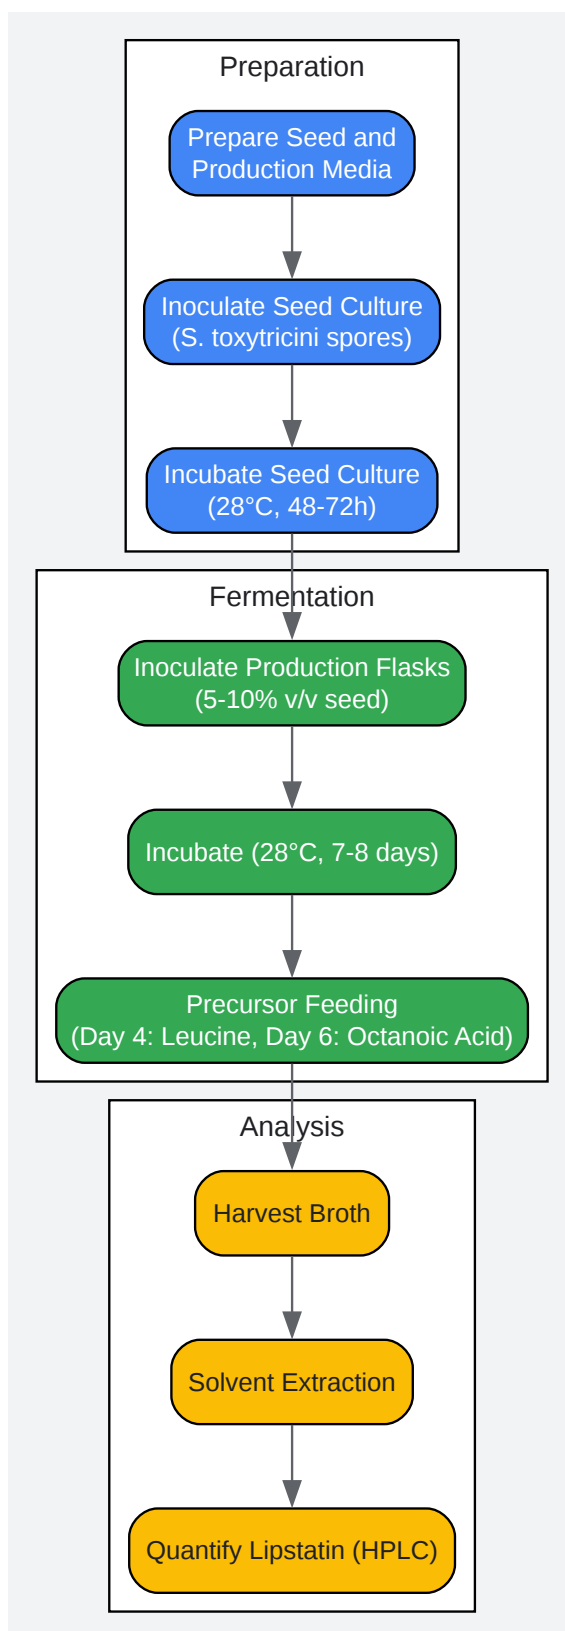 Preparation
Prepare Seed and
Production Media
Inoculate Seed Culture
(S. toxytricini spores)
Incubate Seed Culture
(28°C, 48-72h)
Fermentation
Inoculate Production Flasks
(5-10% v/v seed)
Incubate (28°C, 7-8 days)
Precursor Feeding
(Day 4: Leucine, Day 6: Octanoic Acid)
Analysis
Harvest Broth
Solvent Extraction
Quantify Lipstatin (HPLC)